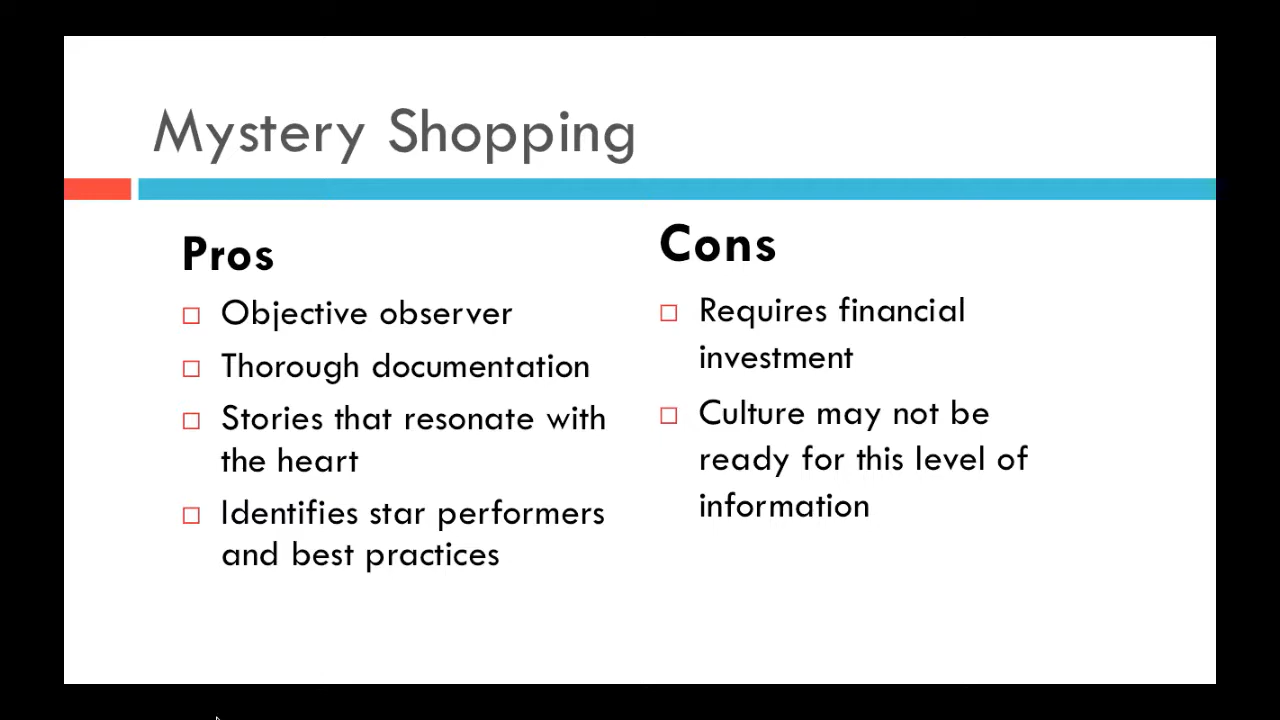 Mystery Shopping
Pros
Objective observer
Thorough documentation
Stories that resonate with
the heart
Identifies star performers
and best practices
Cons
Requires financial
investment
Culture may not be
ready for this level of
information